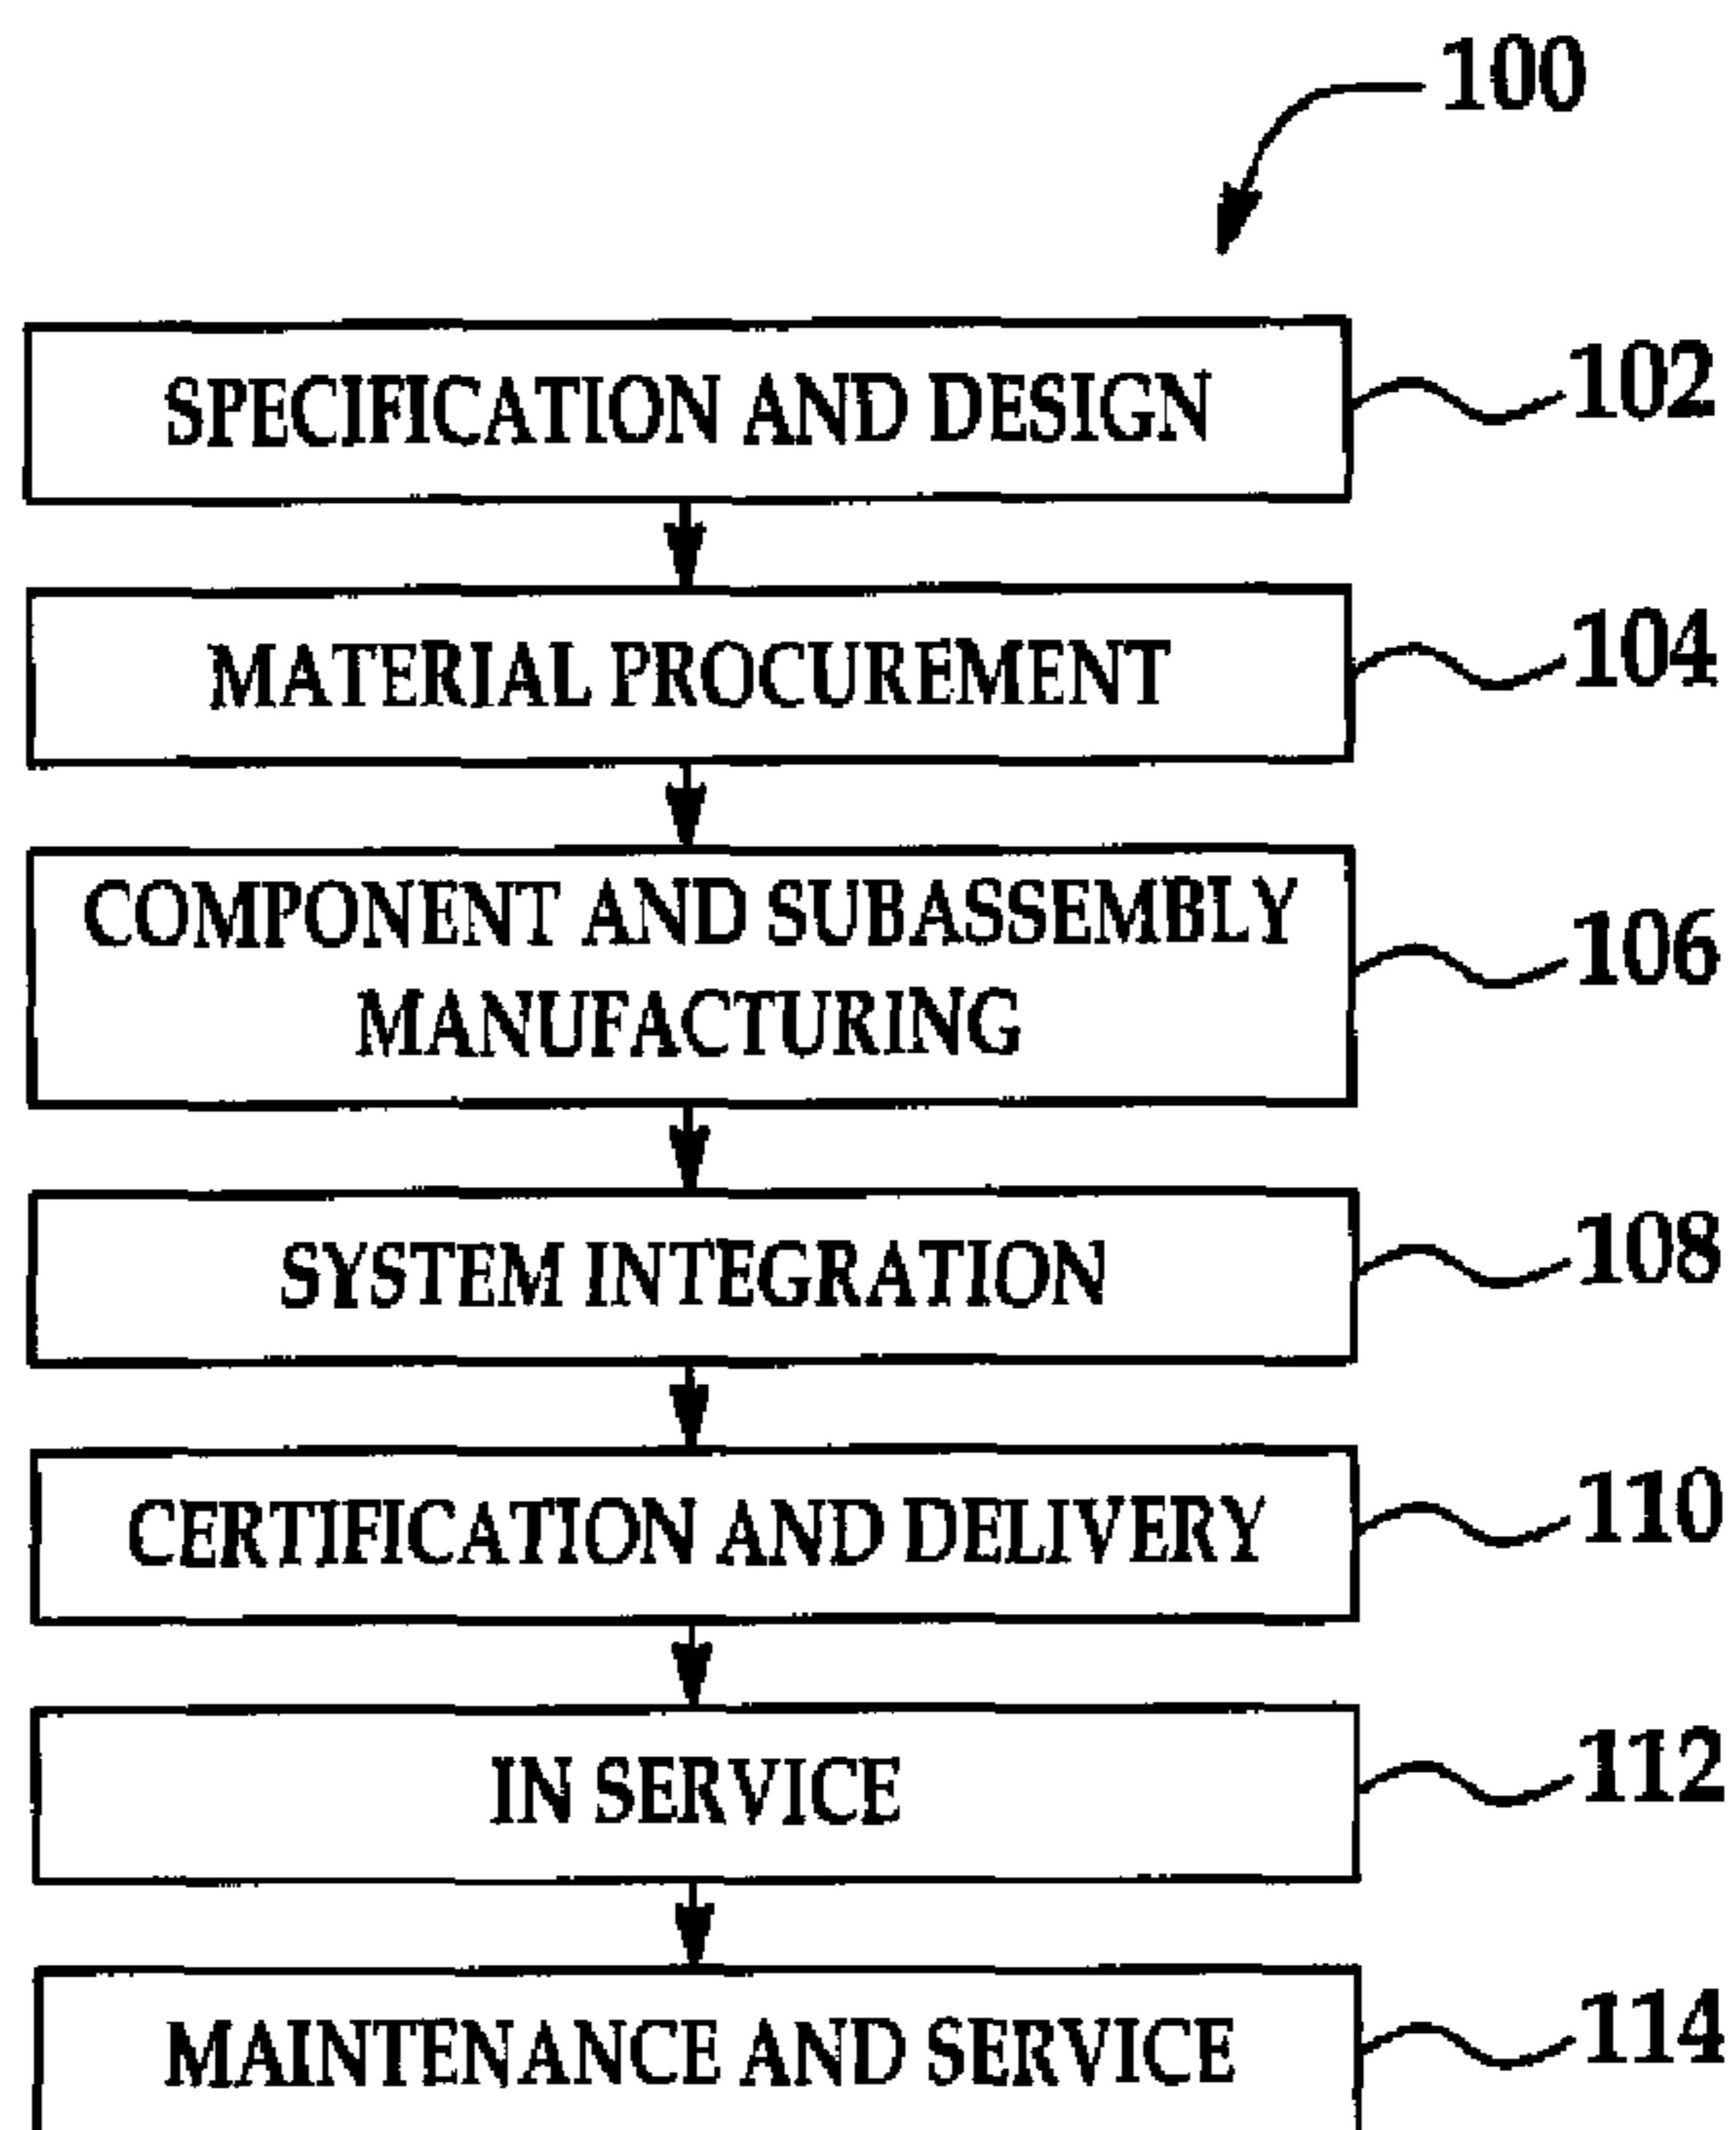 100
SPECIFICATION AND DESIGN 102
MATERIAL PROCUREMENT 104
COMPONENT AND SUBASSEMBLY
MANUFACTURING 106
SYSTEM INTEGRATION 108
CERTIFICATION AND DELIVERY 110
IN SERVICE 112
MAINTENANCE AND SERVICE 114